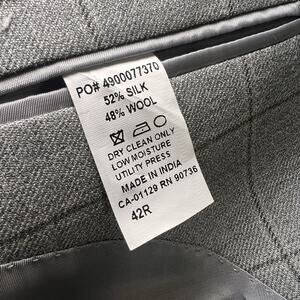 PO# 4900077370
52% SILK
48% WOOL
DRY CLEAN ONLY
LOW MOISTURE
UTILITY PRESS
MADE IN INDIA
CA-01129 RN 90736
42R